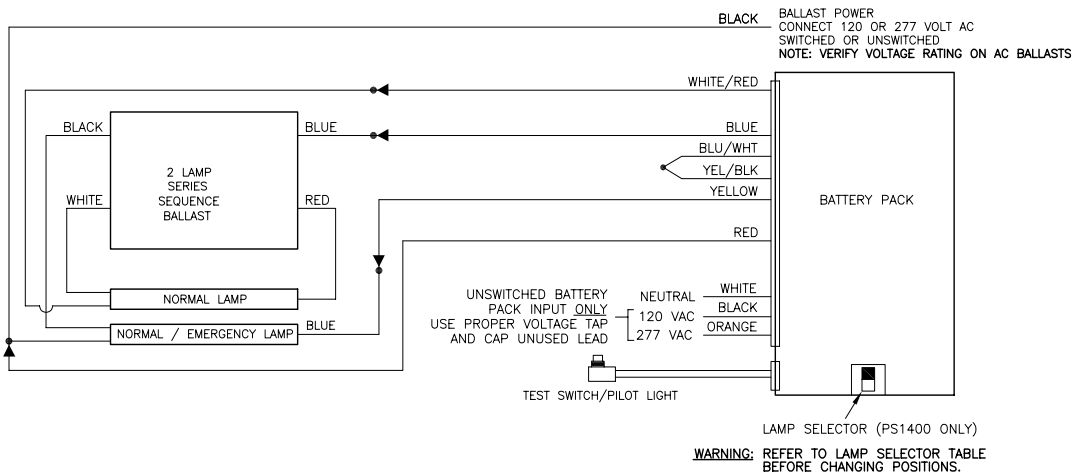 BLACK
BALLAST POWER
CONNECT 120 OR 277 VOLT AC
SWITCHED OR UNSWITCHED
NOTE: VERIFY VOLTAGE RATING ON AC BALLASTS
WHITE/RED
BLACK
BLUE
BLUE
BLU/WHT
YEL/BLK
YELLOW
2 LAMP
SERIES
SEQUENCE
BALLAST
WHITE
RED
BATTERY PACK
RED
NORMAL LAMP
NORMAL / EMERGENCY LAMP
BLUE
UNSWITCHED BATTERY
PACK INPUT ONLY
USE PROPER VOLTAGE TAP
AND CAP UNUSED LEAD
NEUTRAL
WHITE
120 VAC
BLACK
277 VAC
ORANGE
TEST SWITCH/PILOT LIGHT
LAMP SELECTOR (PS1400 ONLY)
WARNING: REFER TO LAMP SELECTOR TABLE
BEFORE CHANGING POSITIONS.